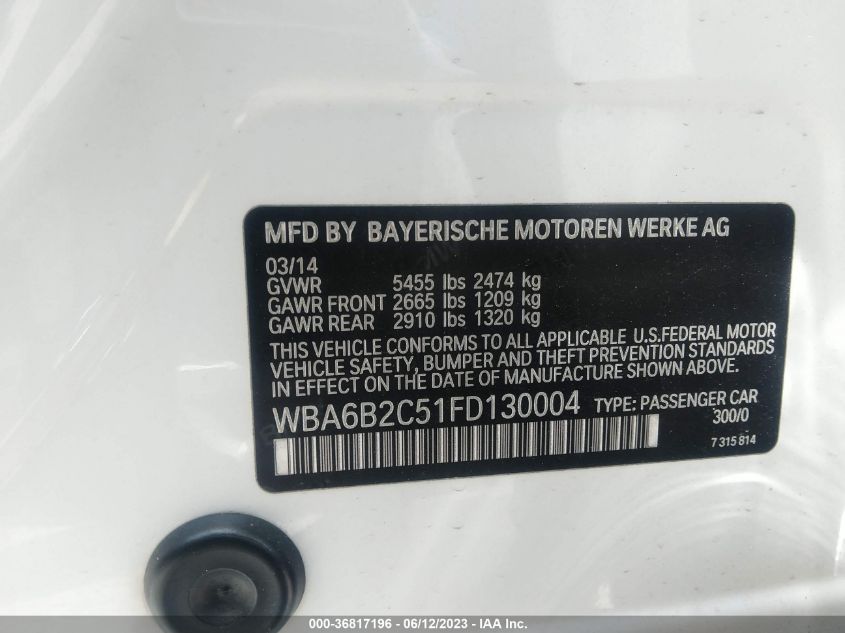 MFD BY BAYERISCHE MOTOREN WERKE AG
03/14
GVWR 5455 lbs 2474 kg
GAWR FRONT 2665 lbs 1209 kg
GAWR REAR 2910 lbs 1320 kg
THIS VEHICLE CONFORMS TO ALL APPLICABLE U.S.FEDERAL MOTOR
VEHICLE SAFETY, BUMPER AND THEFT PREVENTION STANDARDS
IN EFFECT ON THE DATE OF MANUFACTURE SHOWN ABOVE.
WBA6B2C51FD130004 TYPE: PASSENGER CAR
300/0
7 315 814
000-36817196 - 06/12/2023 - IAA Inc.